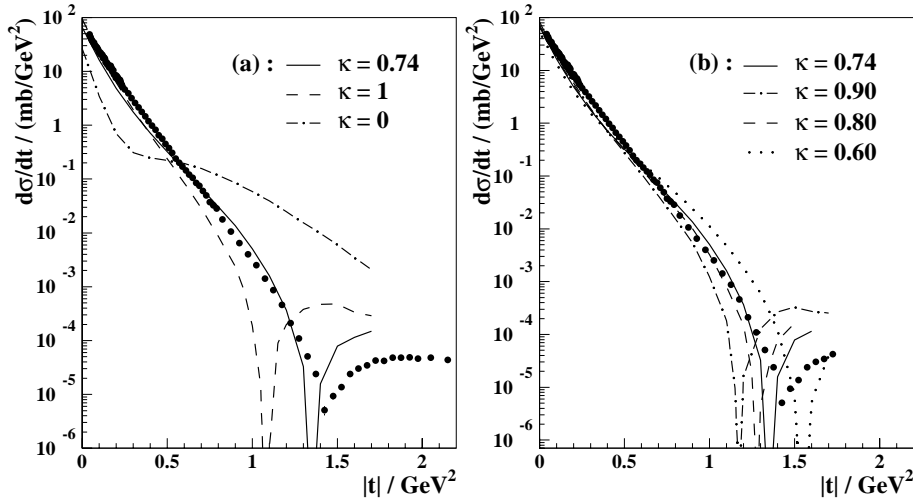 dσ/dt / (mb/GeV²)
10²
10
1
10⁻¹
10⁻²
10⁻³
10⁻⁴
10⁻⁵
10⁻⁶
0 0.5 1 1.5 2
|t| / GeV²
(a) : κ = 0.74
κ = 1
κ = 0
dσ/dt / (mb/GeV²)
10²
10
1
10⁻¹
10⁻²
10⁻³
10⁻⁴
10⁻⁵
10⁻⁶
0 0.5 1 1.5 2
|t| / GeV²
(b) : κ = 0.74
κ = 0.90
κ = 0.80
κ = 0.60